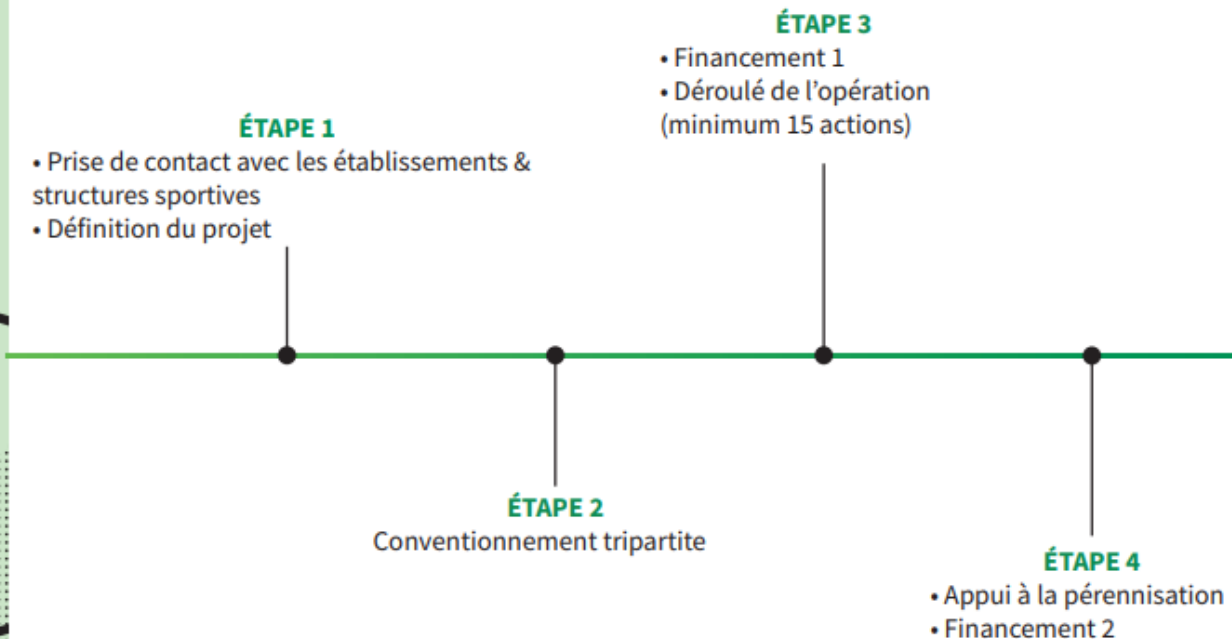 ÉTAPE 1
• Prise de contact avec les établissements &
structures sportives
• Définition du projet
ÉTAPE 2
Conventionnement tripartite
ÉTAPE 3
• Financement 1
• Déroulé de l’opération
(minimum 15 actions)
ÉTAPE 4
• Appui à la pérennisation
• Financement 2